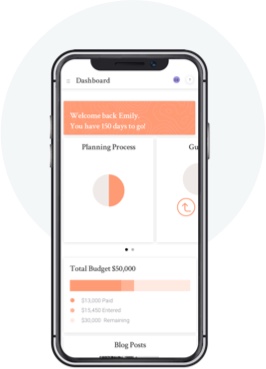 Dashboard
Welcome back Emily.
You have 150 days to go!
Planning Process
Gu
Total Budget $50,000
$13,000 Paid
$15,450 Entered
$30,000 Remaining
Blog Posts